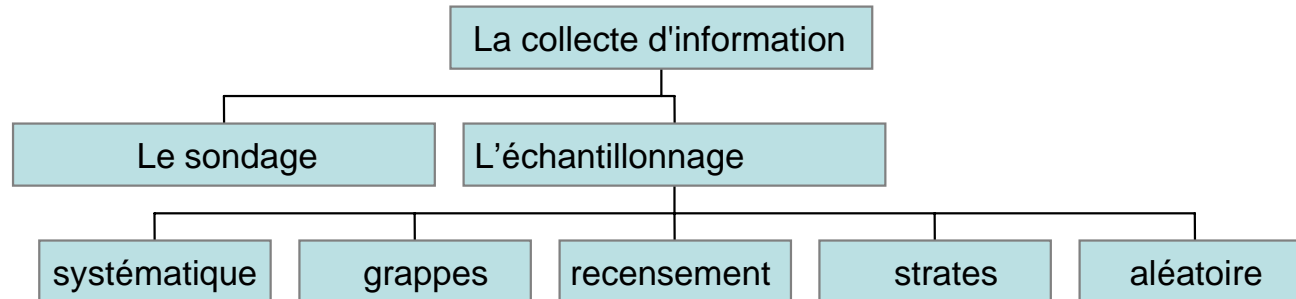 La collecte d'information
Le sondage
L’échantillonnage
systématique
grappes
recensement
strates
aléatoire